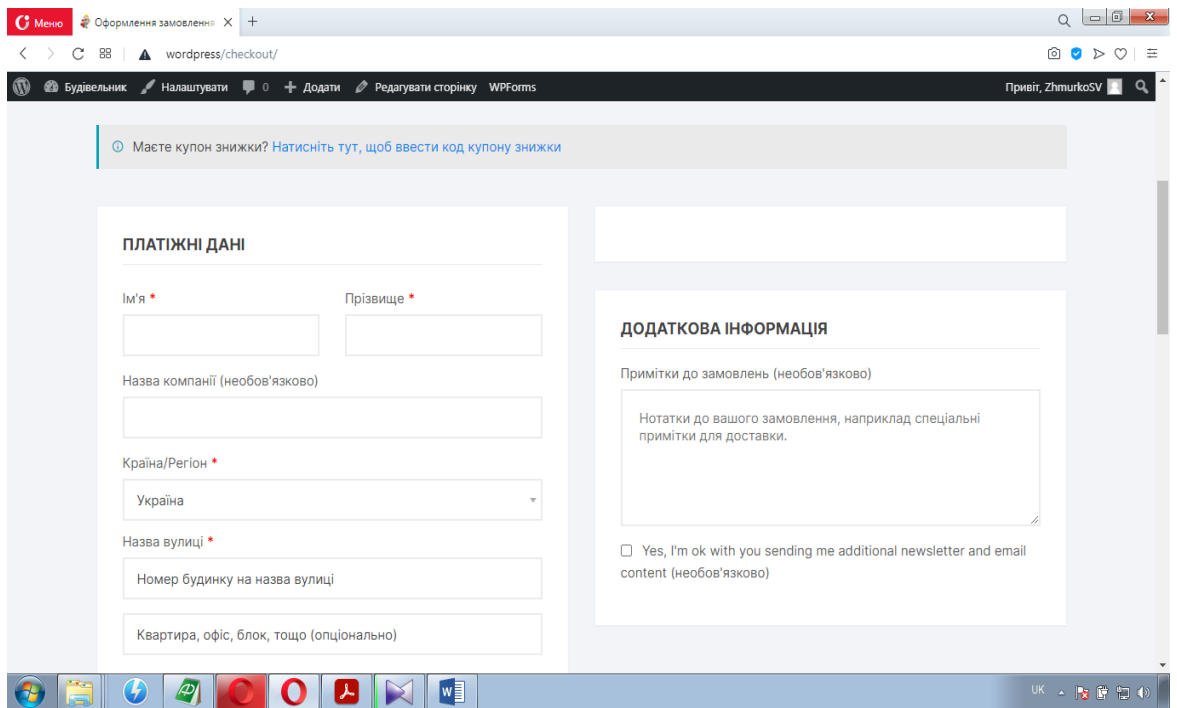 Меню
Оформлення замовлення
wordpress/checkout/
Будівельник Налаштувати 0 Додати Редагувати сторінку WPForms Привіт, ZhmurkoSV
Маєте купон знижки? Натисніть тут, щоб ввести код купону знижки
ПЛАТІЖНІ ДАНІ
Ім'я * Прізвище *
Назва компанії (необов'язково)
Країна/Регіон *
Україна
Назва вулиці *
Номер будинку на назва вулиці
Квартира, офіс, блок, тощо (опціонально)
ДОДАТКОВА ІНФОРМАЦІЯ
Примітки до замовлень (необов'язково)
Нотатки до вашого замовлення, наприклад спеціальні
примітки для доставки.
Yes, I'm ok with you sending me additional newsletter and email
content (необов'язково)
UK